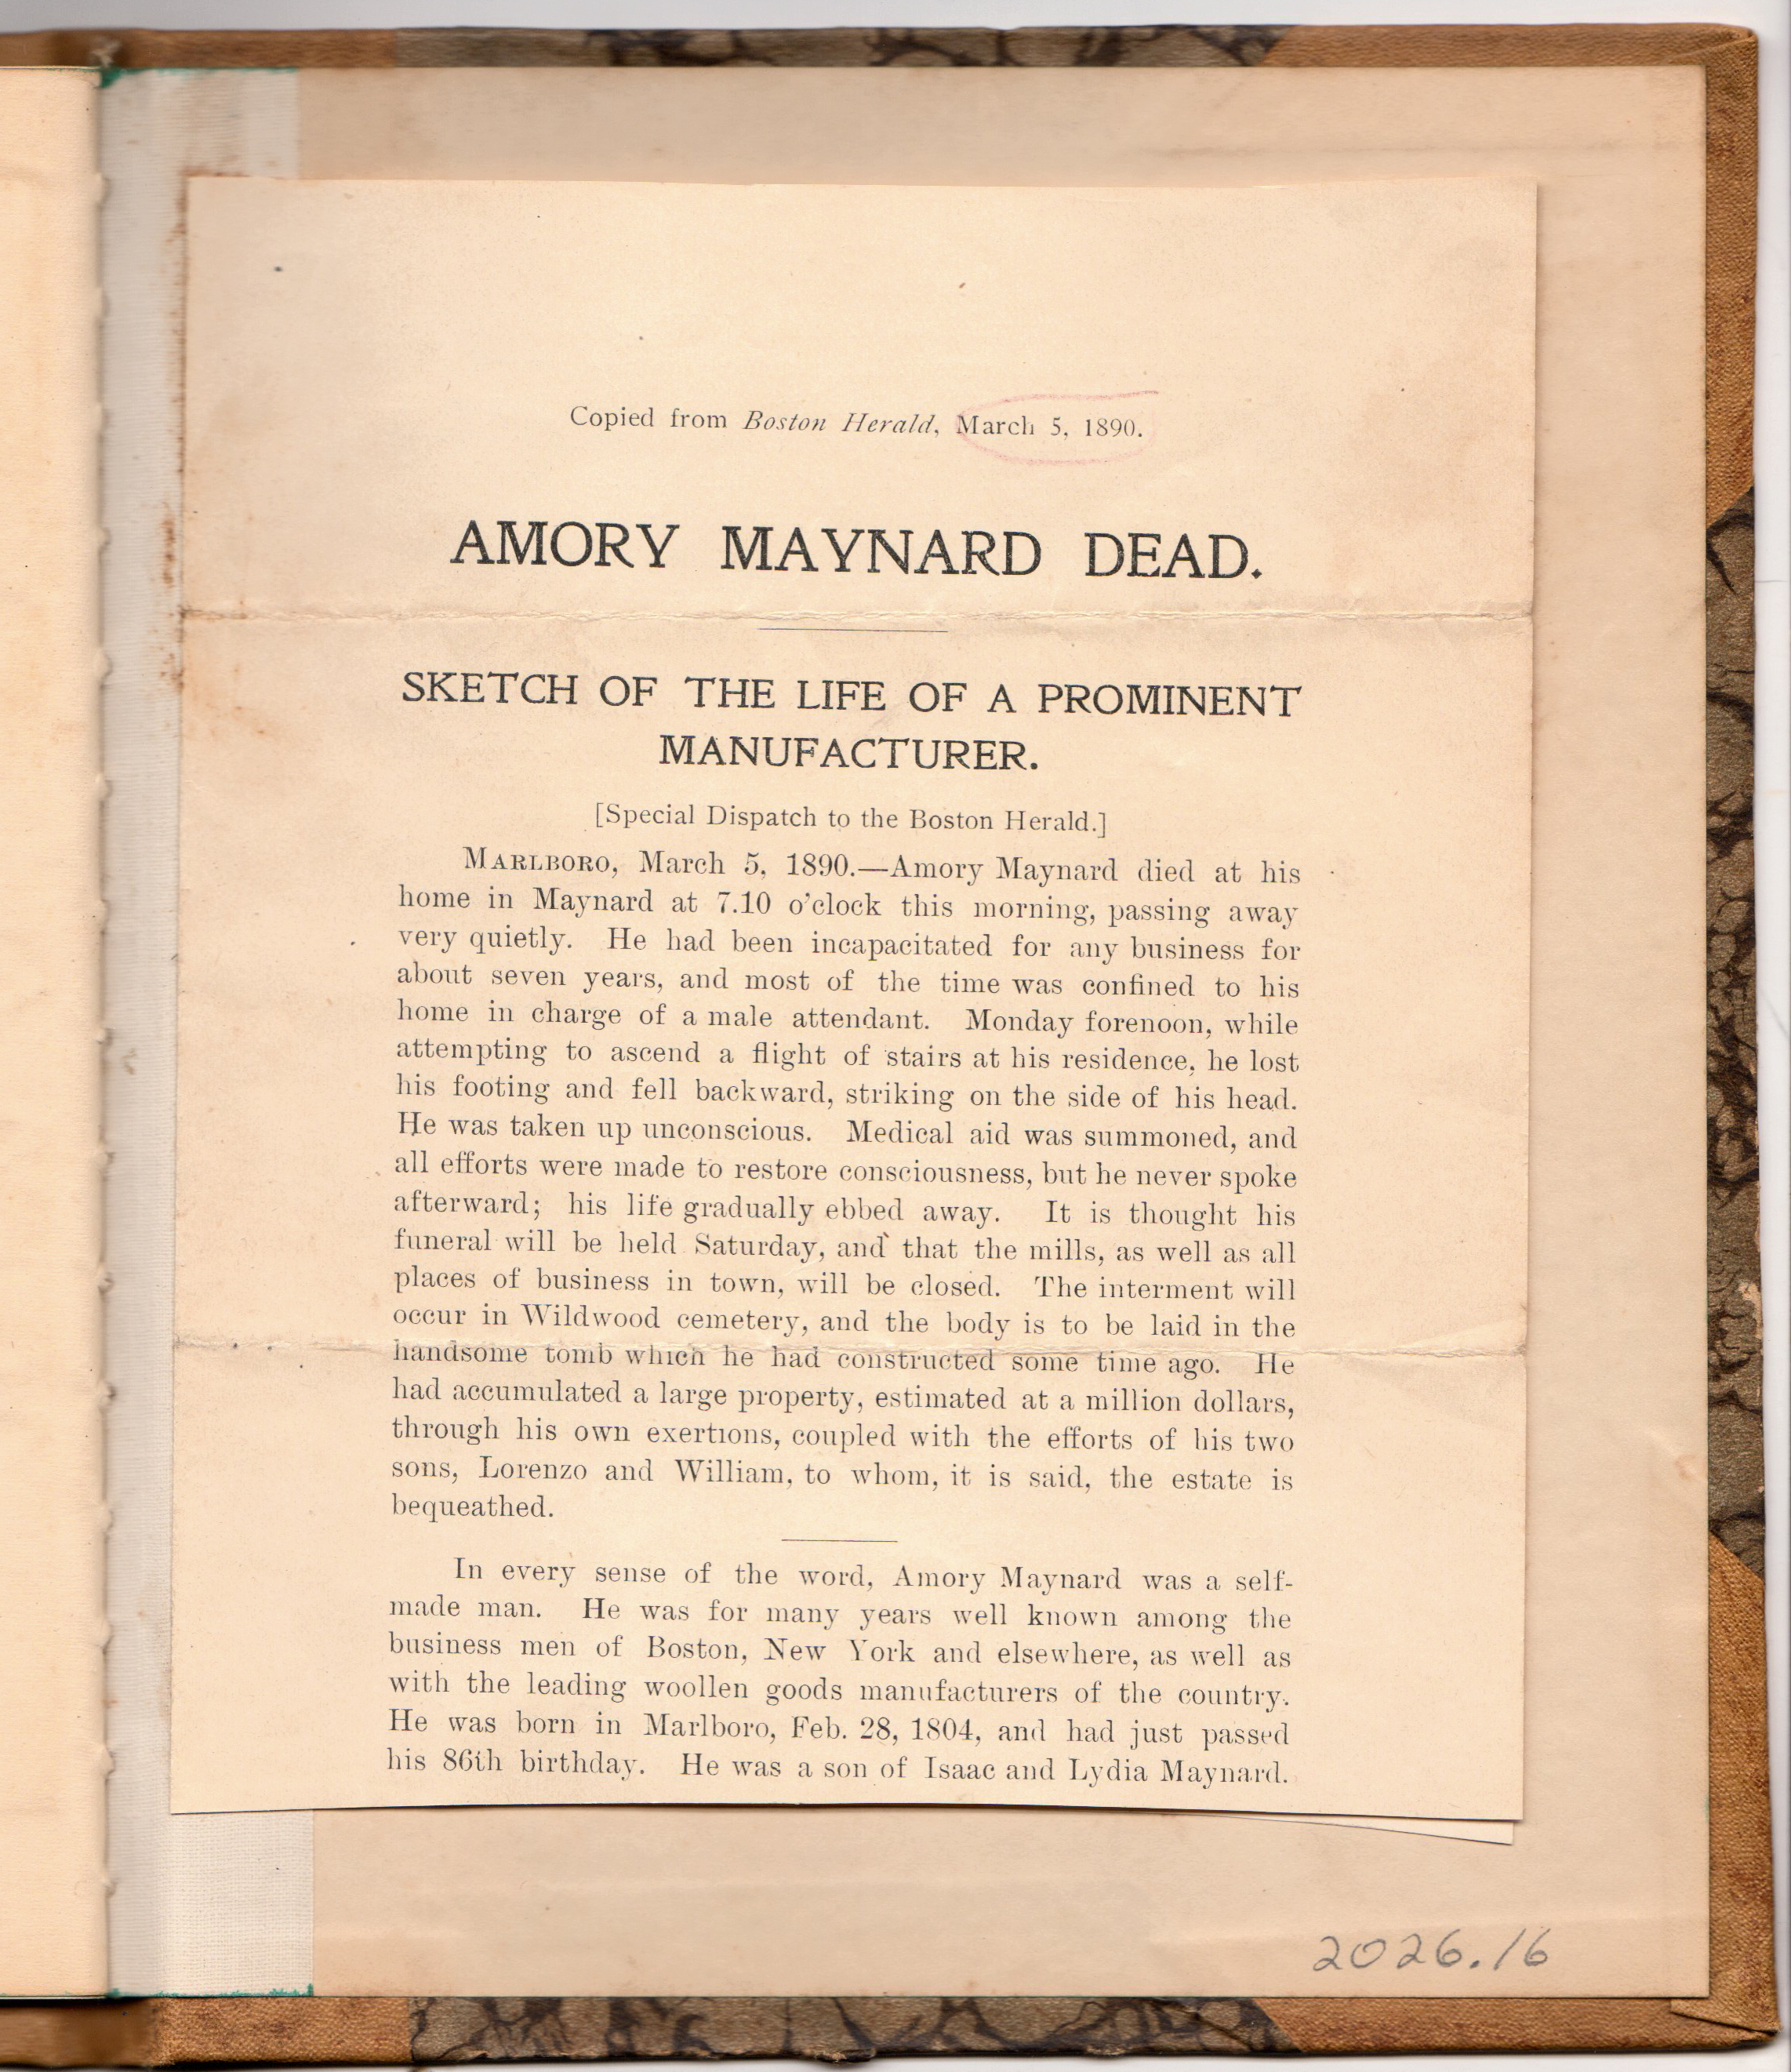 Copied from Boston Herald, March 5, 1890.
AMORY MAYNARD DEAD.
SKETCH OF THE LIFE OF A PROMINENT
MANUFACTURER.
[Special Dispatch to the Boston Herald.]
MARLBORO, March 5, 1890.—Amory Maynard died at his
home in Maynard at 7.10 o'clock this morning, passing away
very quietly. He had been incapacitated for any business for
about seven years, and most of the time was confined to his
home in charge of a male attendant. Monday forenoon, while
attempting to ascend a flight of stairs at his residence, he lost
his footing and fell backward, striking on the side of his head.
He was taken up unconscious. Medical aid was summoned, and
all efforts were made to restore consciousness, but he never spoke
afterward; his life gradually ebbed away. It is thought his
funeral will be held Saturday, and that the mills, as well as all
places of business in town, will be closed. The interment will
occur in Wildwood cemetery, and the body is to be laid in the
handsome tomb which he had constructed some time ago. He
had accumulated a large property, estimated at a million dollars,
through his own exertions, coupled with the efforts of his two
sons, Lorenzo and William, to whom, it is said, the estate is
bequeathed.
In every sense of the word, Amory Maynard was a self-
made man. He was for many years well known among the
business men of Boston, New York and elsewhere, as well as
with the leading woollen goods manufacturers of the country.
He was born in Marlboro, Feb. 28, 1804, and had just passed
his 86th birthday. He was a son of Isaac and Lydia Maynard.
2026.16